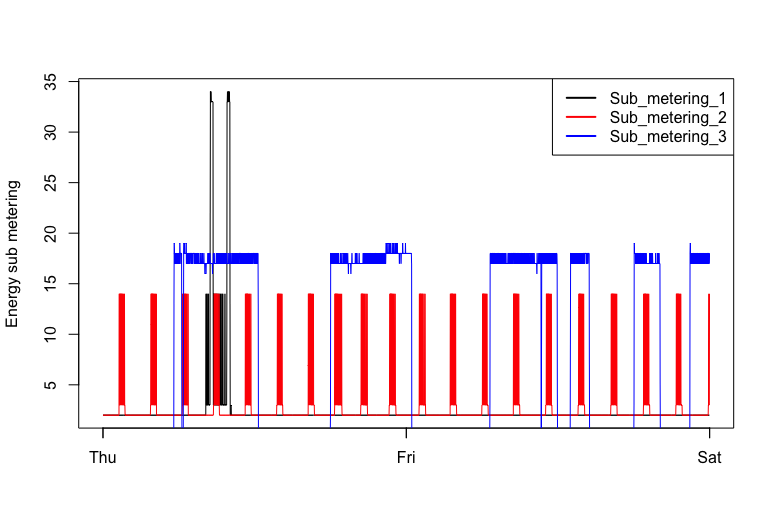 Energy sub metering
35
30
25
20
15
10
5
Sub_metering_1
Sub_metering_2
Sub_metering_3
Thu Fri Sat